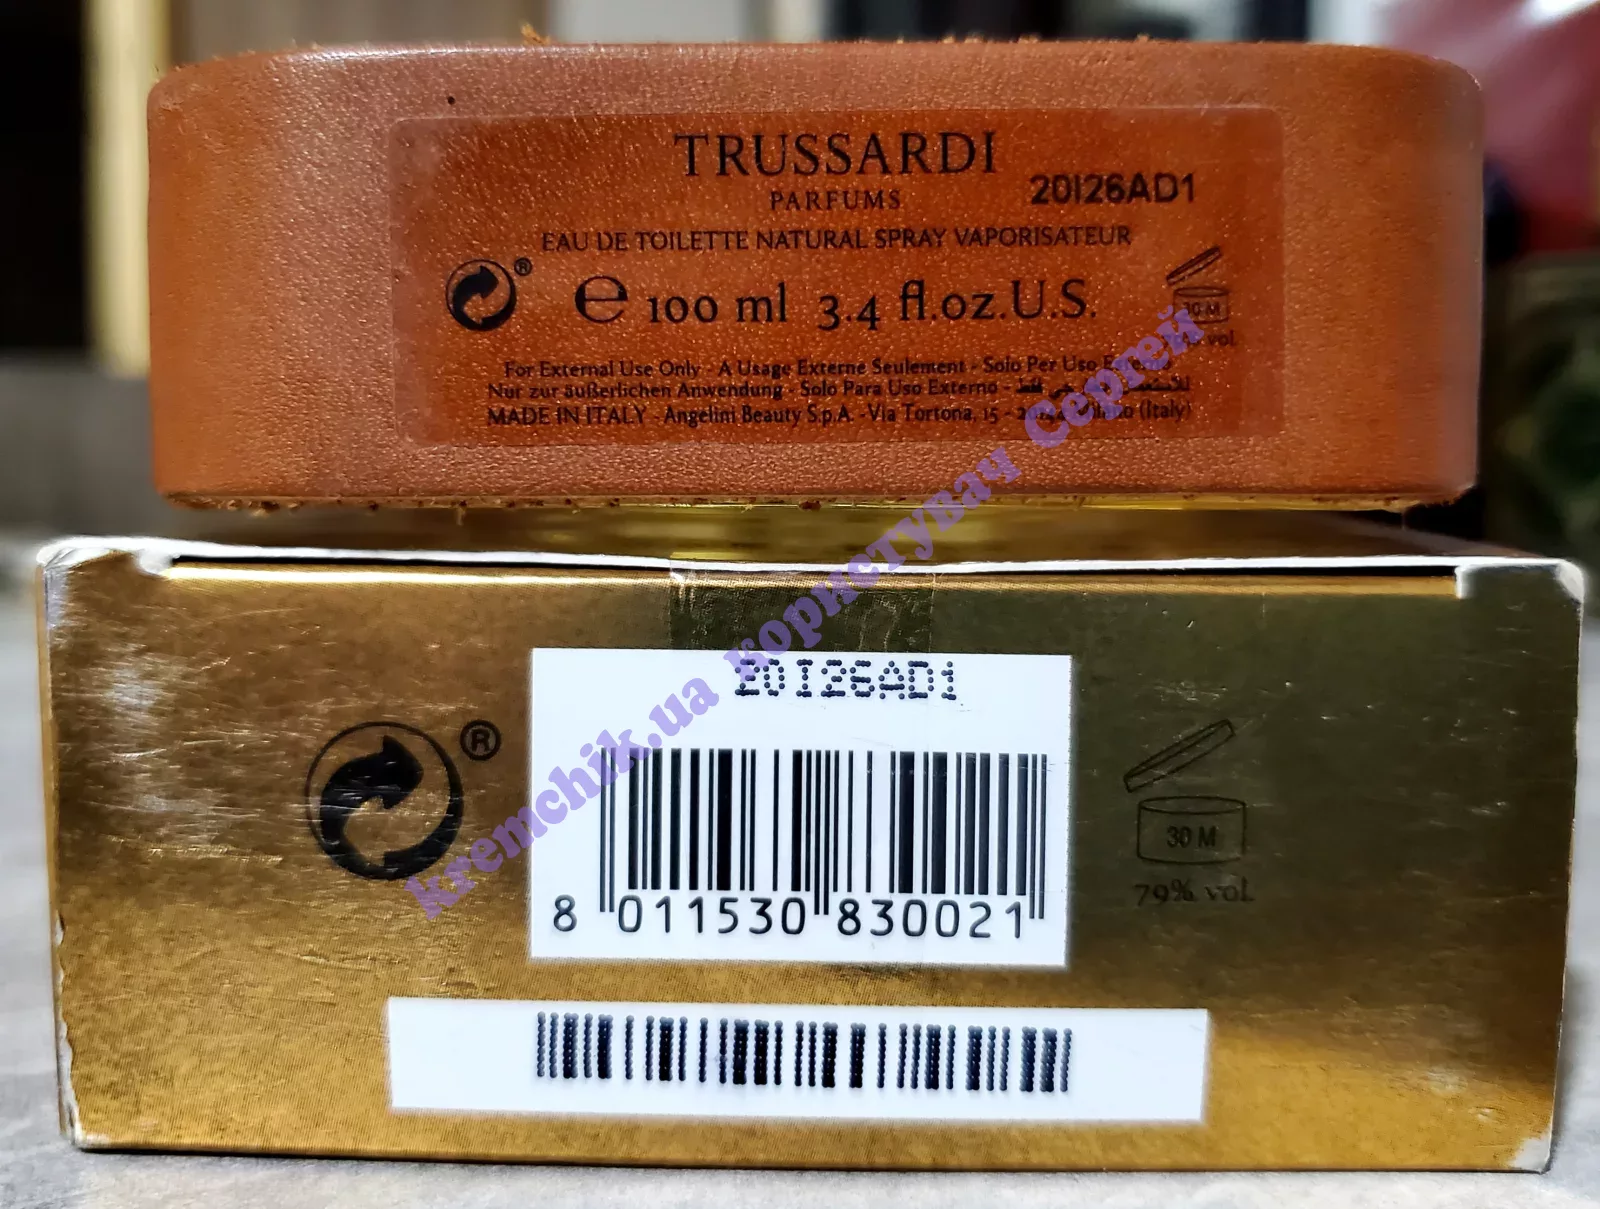 TRUSSARDI
PARFUMS
20I26AD1
EAU DE TOILETTE NATURAL SPRAY VAPORISATEUR
® ℮ 100 ml 3.4 fl.oz.U.S.
30 M
vol.
For External Use Only - A Usage Externe Seulement - Solo Per Uso Esterno
Nur zur äußerlichen Anwendung - Solo Para Uso Externo - فقط
MADE IN ITALY - Angelini Beauty S.p.A. - Via Tortona, 15 - Milano (Italy)
20I26AD1
®
8 011530 830021
30 M
79% vol.
kremchik.ua Користувач Сергей